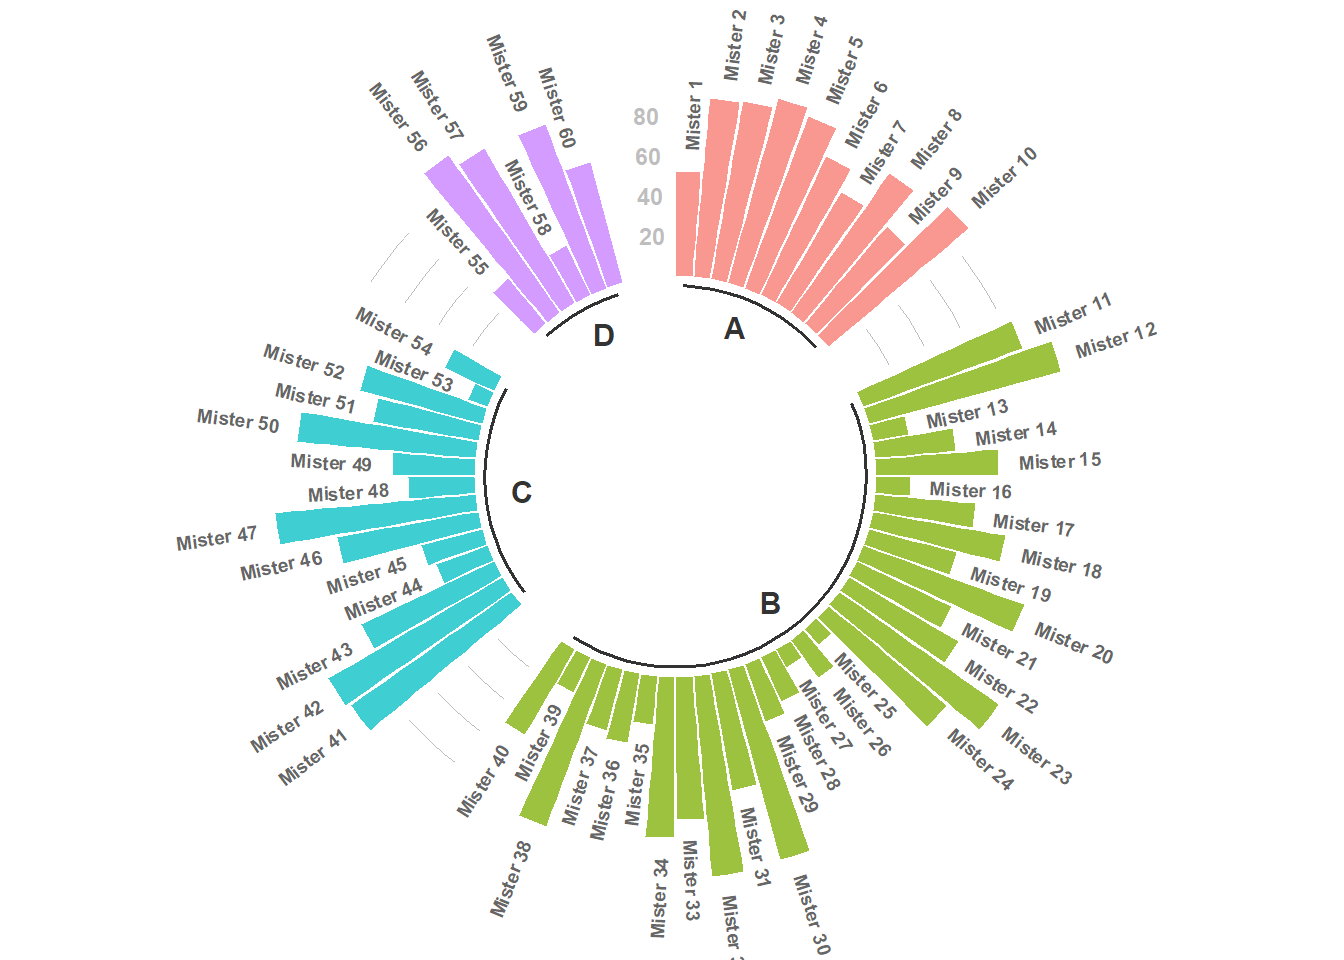 80
60
40
20
Mister 1
Mister 2
Mister 3
Mister 4
Mister 5
Mister 6
Mister 7
Mister 8
Mister 9
Mister 10
Mister 11
Mister 12
Mister 13
Mister 14
Mister 15
Mister 16
Mister 17
Mister 18
Mister 19
Mister 20
Mister 21
Mister 22
Mister 23
Mister 24
Mister 25
Mister 26
Mister 27
Mister 28
Mister 29
Mister 30
Mister 31
Mister
Mister 33
Mister 34
Mister 35
Mister 36
Mister 37
Mister 38
Mister 39
Mister 40
Mister 41
Mister 42
Mister 43
Mister 44
Mister 45
Mister 46
Mister 47
Mister 48
Mister 49
Mister 50
Mister 51
Mister 52
Mister 53
Mister 54
Mister 55
Mister 56
Mister 57
Mister 58
Mister 59
Mister 60
A
B
C
D